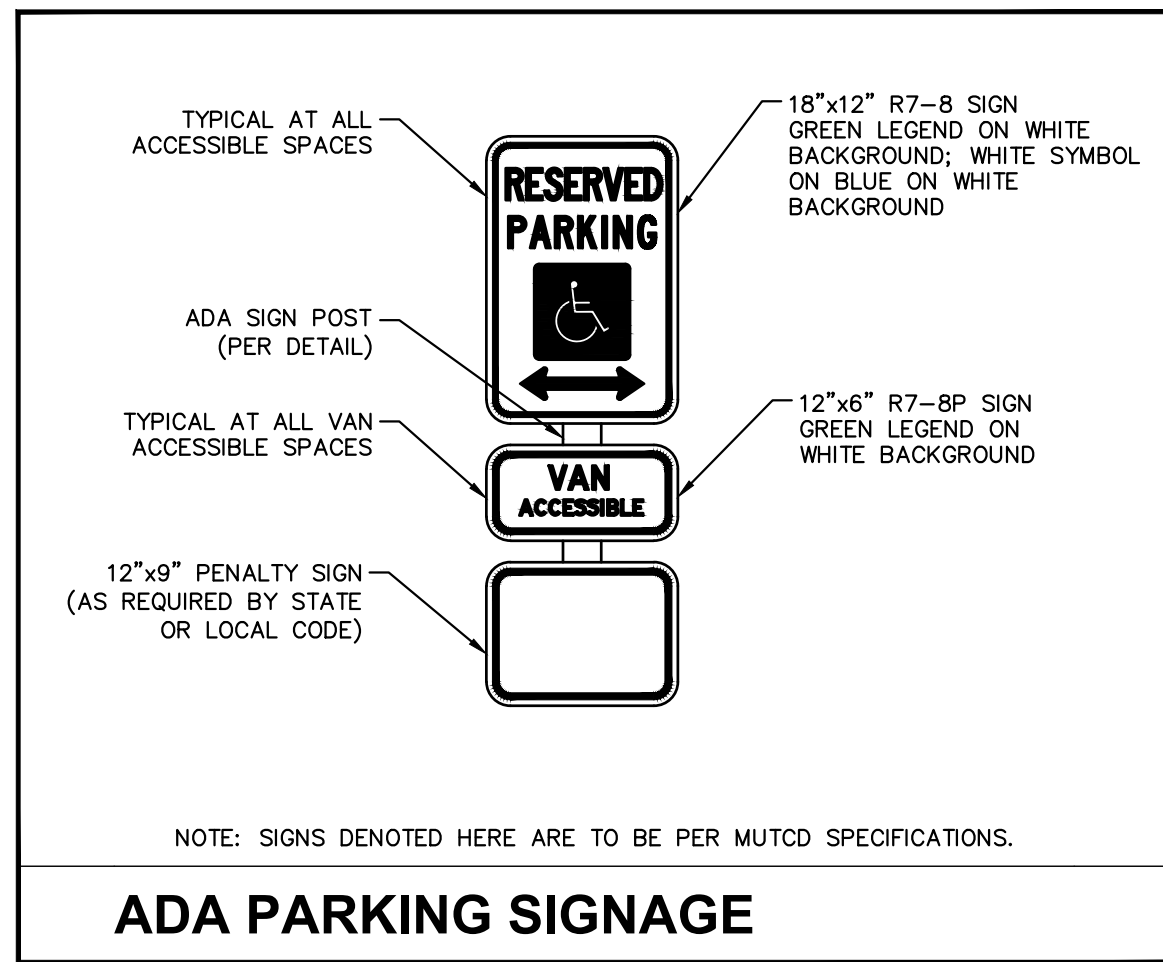 TYPICAL AT ALL
ACCESSIBLE SPACES
18”x12” R7-8 SIGN
GREEN LEGEND ON WHITE
BACKGROUND; WHITE SYMBOL
ON BLUE ON WHITE
BACKGROUND
RESERVED
PARKING
ADA SIGN POST
(PER DETAIL)
TYPICAL AT ALL VAN
ACCESSIBLE SPACES
12”x6” R7-8P SIGN
GREEN LEGEND ON
WHITE BACKGROUND
VAN
ACCESSIBLE
12”x9” PENALTY SIGN
(AS REQUIRED BY STATE
OR LOCAL CODE)
NOTE: SIGNS DENOTED HERE ARE TO BE PER MUTCD SPECIFICATIONS.
ADA PARKING SIGNAGE